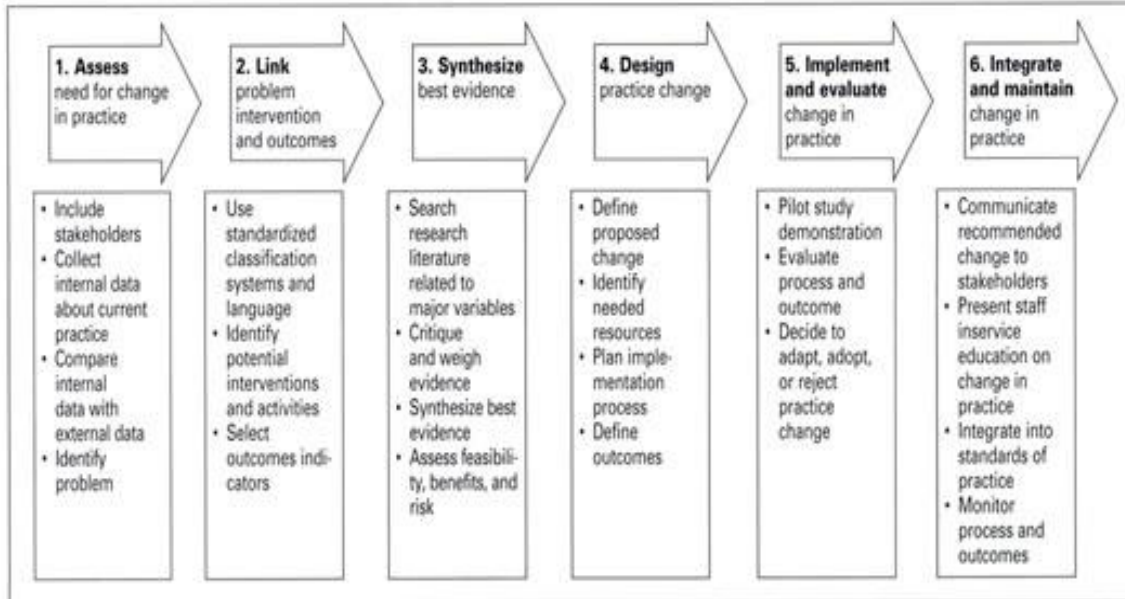 1. Assess
need for change
in practice
2. Link
problem
intervention
and outcomes
3. Synthesize
best evidence
4. Design
practice change
5. Implement
and evaluate
change in
practice
6. Integrate
and maintain
change in
practice
• Include
stakeholders
• Collect
internal data
about current
practice
• Compare
internal
data with
external data
• Identify
problem
• Use
standardized
classification
systems and
language
• Identify
potential
interventions
and activities
• Select
outcomes indi-
cators
• Search
research
literature
related to
major variables
• Critique
and weigh
evidence
• Synthesize best
evidence
• Assess feasibili-
ty, benefits, and
risk
• Define
proposed
change
• Identify
needed
resources
• Plan imple-
mentation
process
• Define
outcomes
• Pilot study
demonstration
• Evaluate
process and
outcome
• Decide to
adapt, adopt,
or reject
practice
change
• Communicate
recommended
change to
stakeholders
• Present staff
inservice
education on
change in
practice
• Integrate into
standards of
practice
• Monitor
process and
outcomes